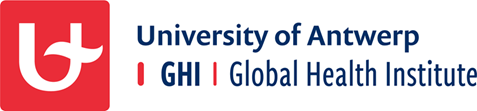 University of Antwerp
GHI | Global Health Institute